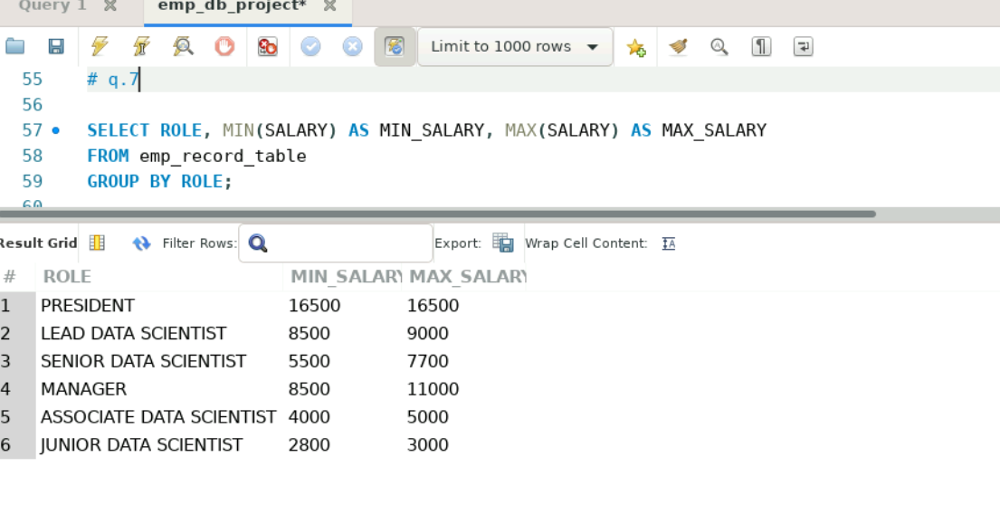 Query 1
emp_db_project*
Limit to 1000 rows
55 # q.7
56
57 SELECT ROLE, MIN(SALARY) AS MIN_SALARY, MAX(SALARY) AS MAX_SALARY
58 FROM emp_record_table
59 GROUP BY ROLE;
60
Result Grid Filter Rows: Export: Wrap Cell Content:
# ROLE MIN_SALARY MAX_SALARY
1 PRESIDENT 16500 16500
2 LEAD DATA SCIENTIST 8500 9000
3 SENIOR DATA SCIENTIST 5500 7700
4 MANAGER 8500 11000
5 ASSOCIATE DATA SCIENTIST 4000 5000
6 JUNIOR DATA SCIENTIST 2800 3000